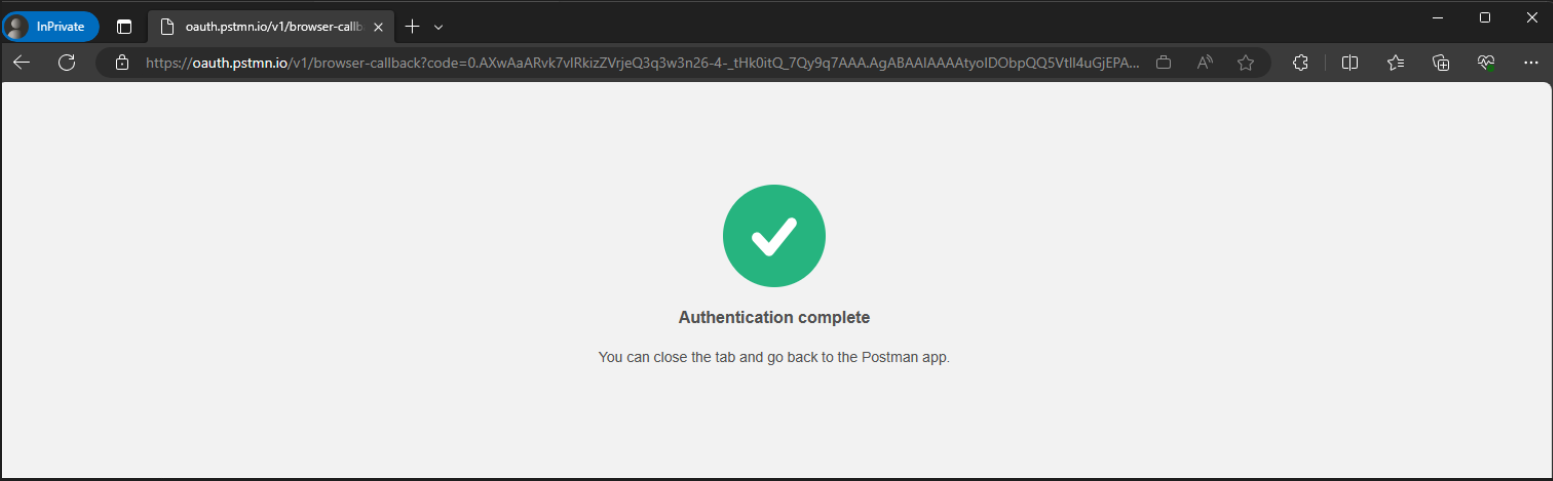 InPrivate
oauth.pstmn.io/v1/browser-callb
https://oauth.pstmn.io/v1/browser-callback?code=0.AXwAaARvk7vlRkizZVrjeQ3q3w3n26-4-_tHk0itQ_7Qy9q7AAA.AgABAAIAAAAtyolDObpQQ5VtlI4uGjEPA...
Authentication complete
You can close the tab and go back to the Postman app.